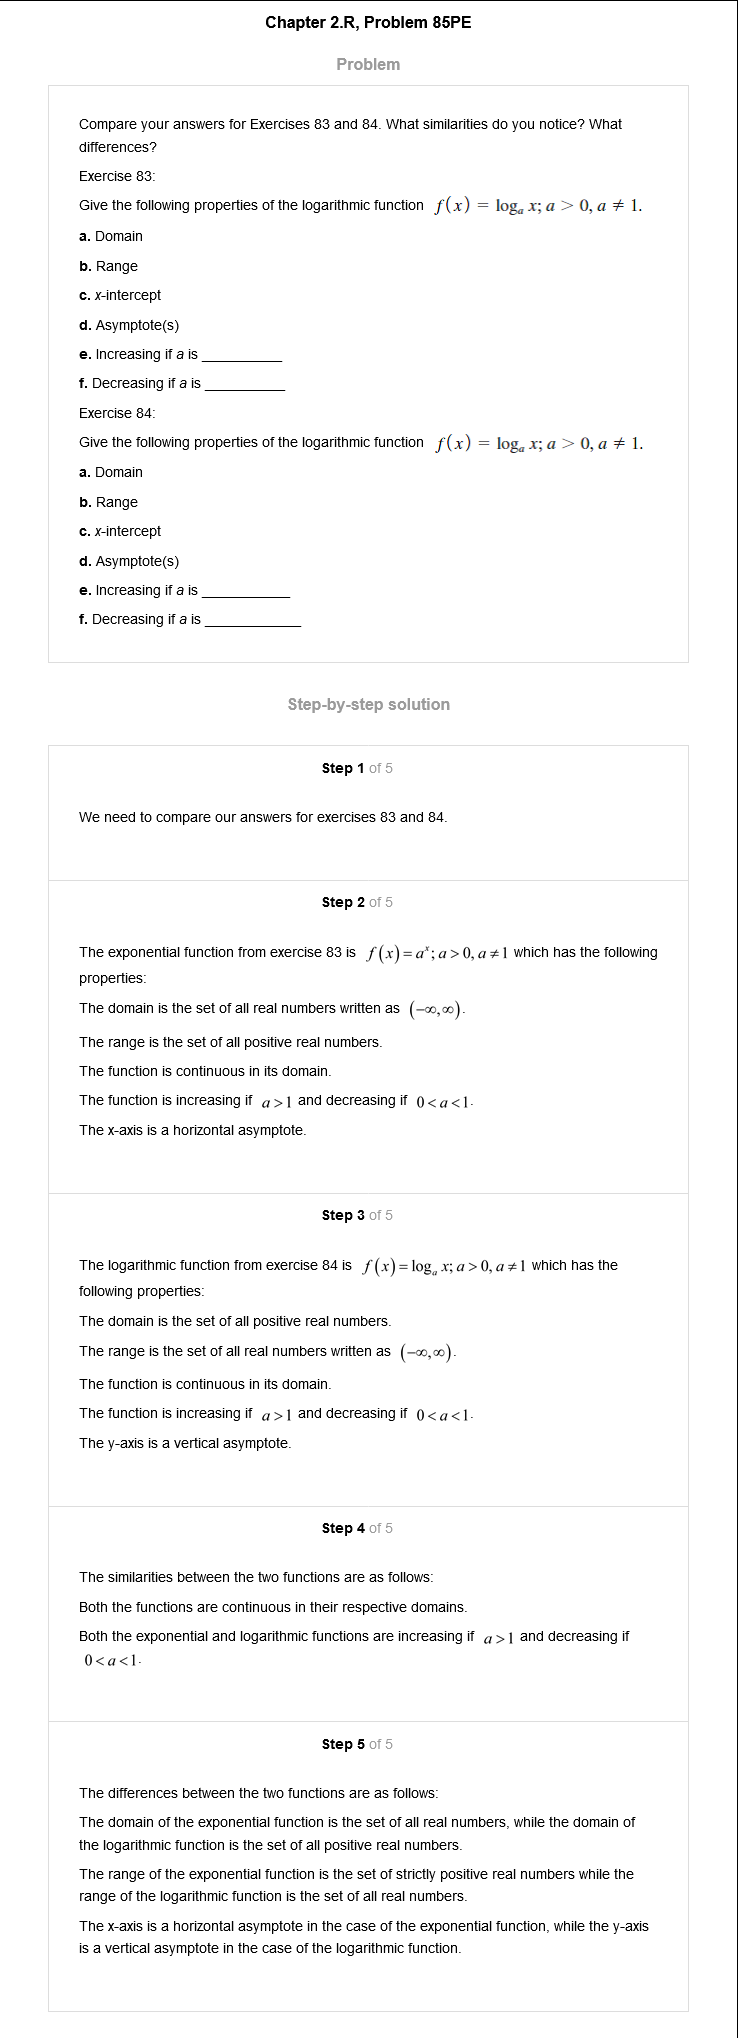 Chapter 2.R, Problem 85PE
Problem
Compare your answers for Exercises 83 and 84. What similarities do you notice? What
differences?
Exercise 83:
Give the following properties of the logarithmic function f(x) = logₐ x; a > 0, a ≠ 1.
a. Domain
b. Range
c. x-intercept
d. Asymptote(s)
e. Increasing if a is __________
f. Decreasing if a is __________
Exercise 84:
Give the following properties of the logarithmic function f(x) = logₐ x; a > 0, a ≠ 1.
a. Domain
b. Range
c. x-intercept
d. Asymptote(s)
e. Increasing if a is ___________
f. Decreasing if a is ____________
Step-by-step solution
Step 1 of 5
We need to compare our answers for exercises 83 and 84.
Step 2 of 5
The exponential function from exercise 83 is f(x)=aˣ; a>0, a≠1 which has the following
properties:
The domain is the set of all real numbers written as (−∞,∞).
The range is the set of all positive real numbers.
The function is continuous in its domain.
The function is increasing if a>1 and decreasing if 0<a<1.
The x-axis is a horizontal asymptote.
Step 3 of 5
The logarithmic function from exercise 84 is f(x)=logₐ x; a>0, a≠1 which has the
following properties:
The domain is the set of all positive real numbers.
The range is the set of all real numbers written as (−∞,∞).
The function is continuous in its domain.
The function is increasing if a>1 and decreasing if 0<a<1.
The y-axis is a vertical asymptote.
Step 4 of 5
The similarities between the two functions are as follows:
Both the functions are continuous in their respective domains.
Both the exponential and logarithmic functions are increasing if a>1 and decreasing if
0<a<1.
Step 5 of 5
The differences between the two functions are as follows:
The domain of the exponential function is the set of all real numbers, while the domain of
the logarithmic function is the set of all positive real numbers.
The range of the exponential function is the set of strictly positive real numbers while the
range of the logarithmic function is the set of all real numbers.
The x-axis is a horizontal asymptote in the case of the exponential function, while the y-axis
is a vertical asymptote in the case of the logarithmic function.